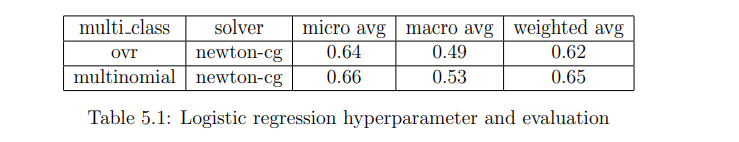 multi_class solver micro avg macro avg weighted avg
ovr newton-cg 0.64 0.49 0.62
multinomial newton-cg 0.66 0.53 0.65
Table 5.1: Logistic regression hyperparameter and evaluation